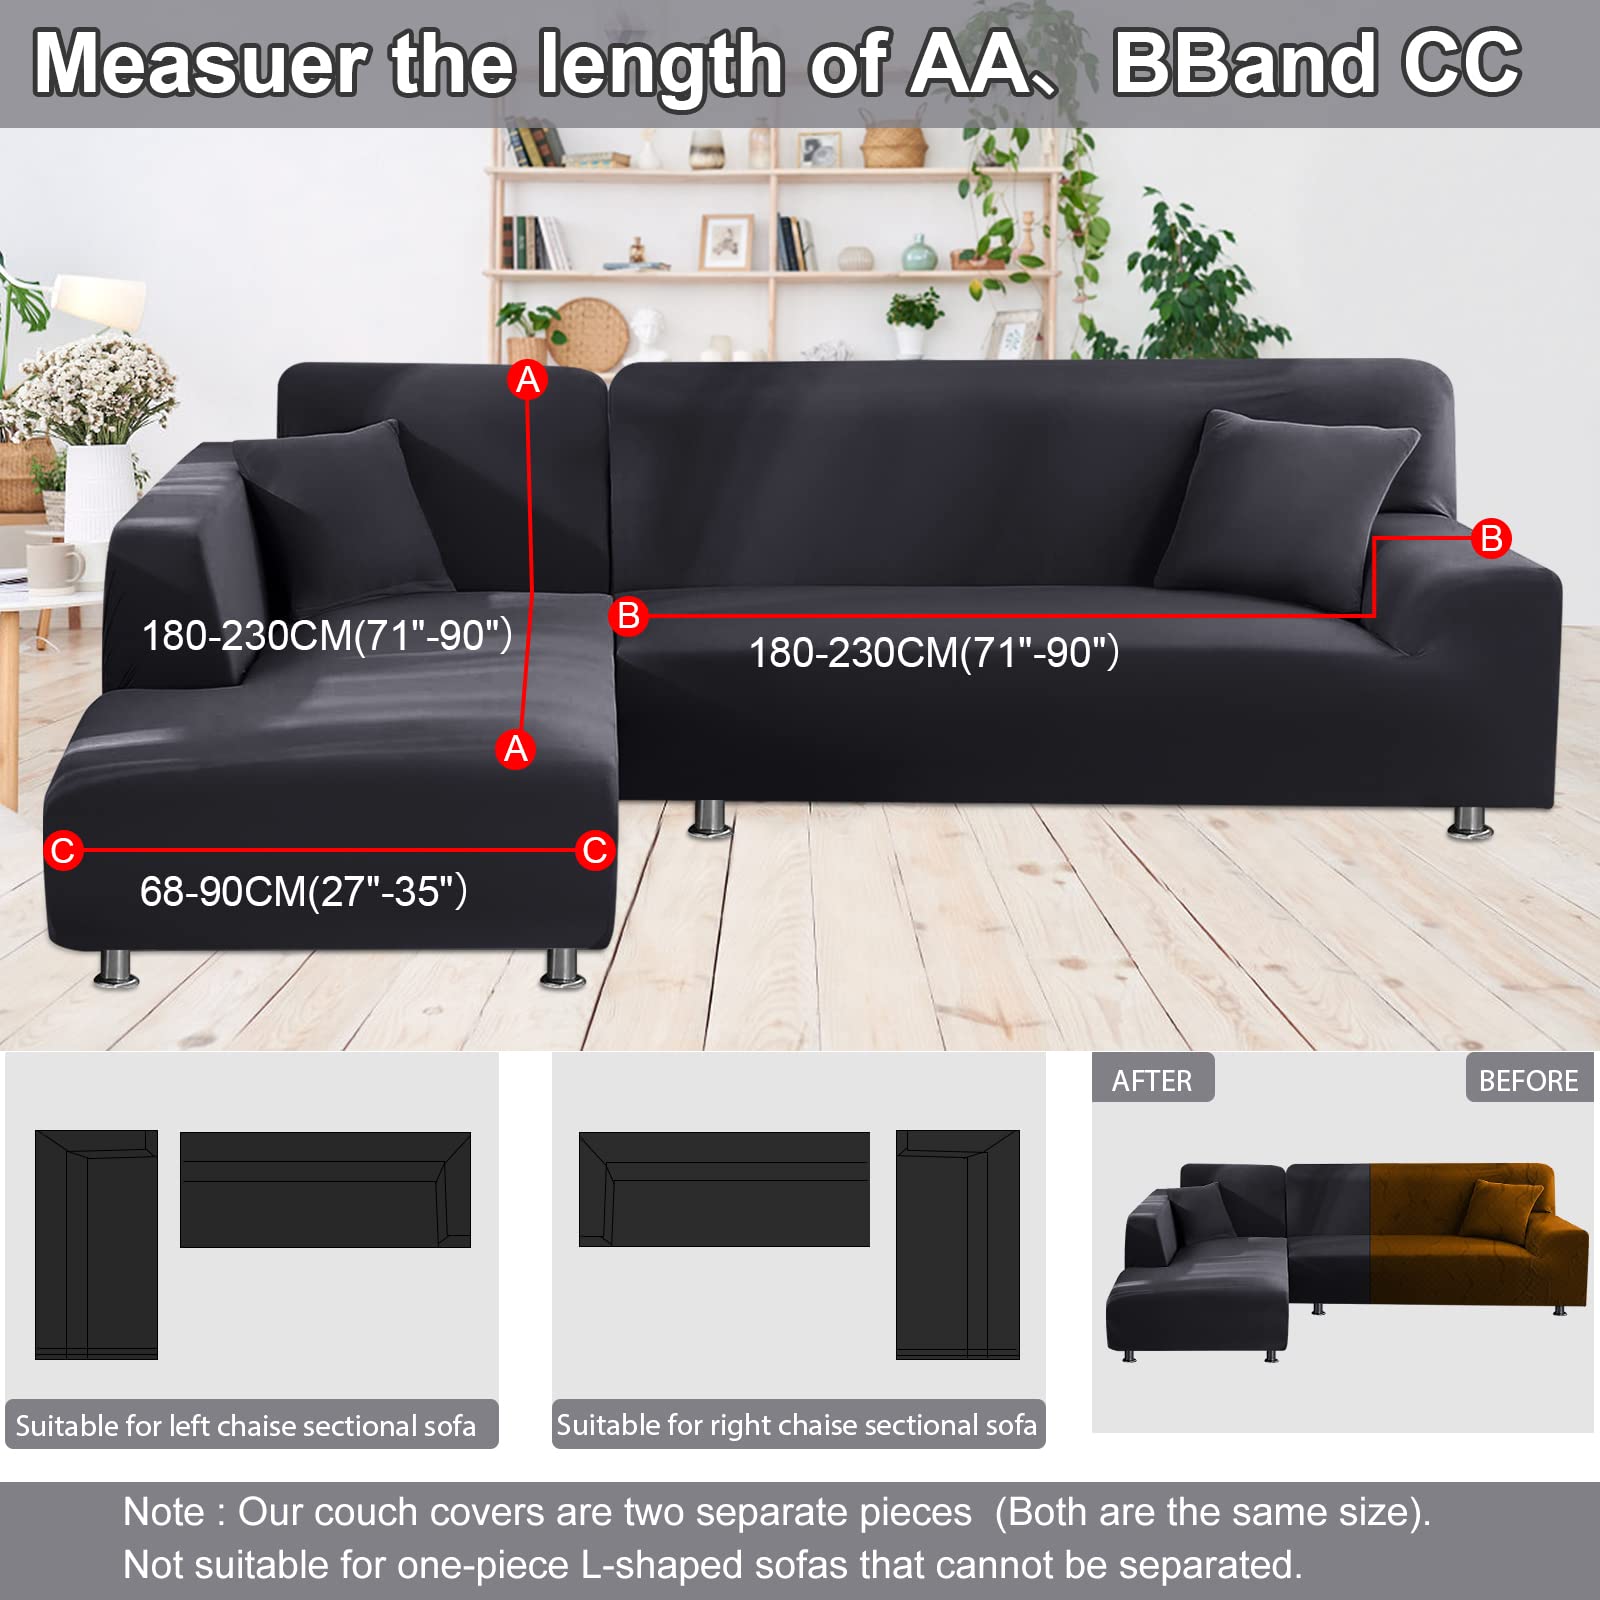 Measuer the length of AA、 BBand CC
A
B
180-230CM(71"-90")
B
180-230CM(71"-90")
A
C
C
68-90CM(27"-35")
AFTER
BEFORE
Suitable for left chaise sectional sofa
Suitable for right chaise sectional sofa
Note : Our couch covers are two separate pieces (Both are the same size).
Not suitable for one-piece L-shaped sofas that cannot be separated.